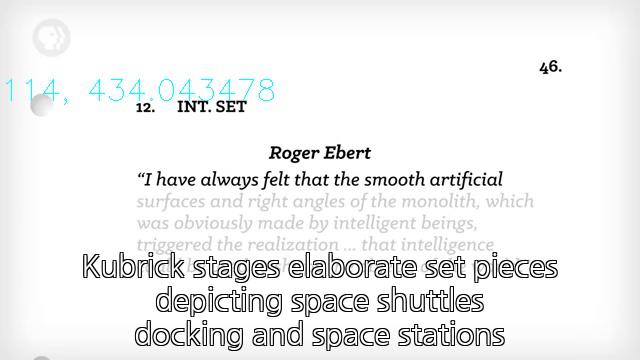 46.
114, 434.043478
12. INT. SET
Roger Ebert
“I have always felt that the smooth artificial
surfaces and right angles of the monolith, which
was obviously made by intelligent beings,
triggered the realization ... that intelligence
Kubrick stages elaborate set pieces
depicting space shuttles
docking and space stations